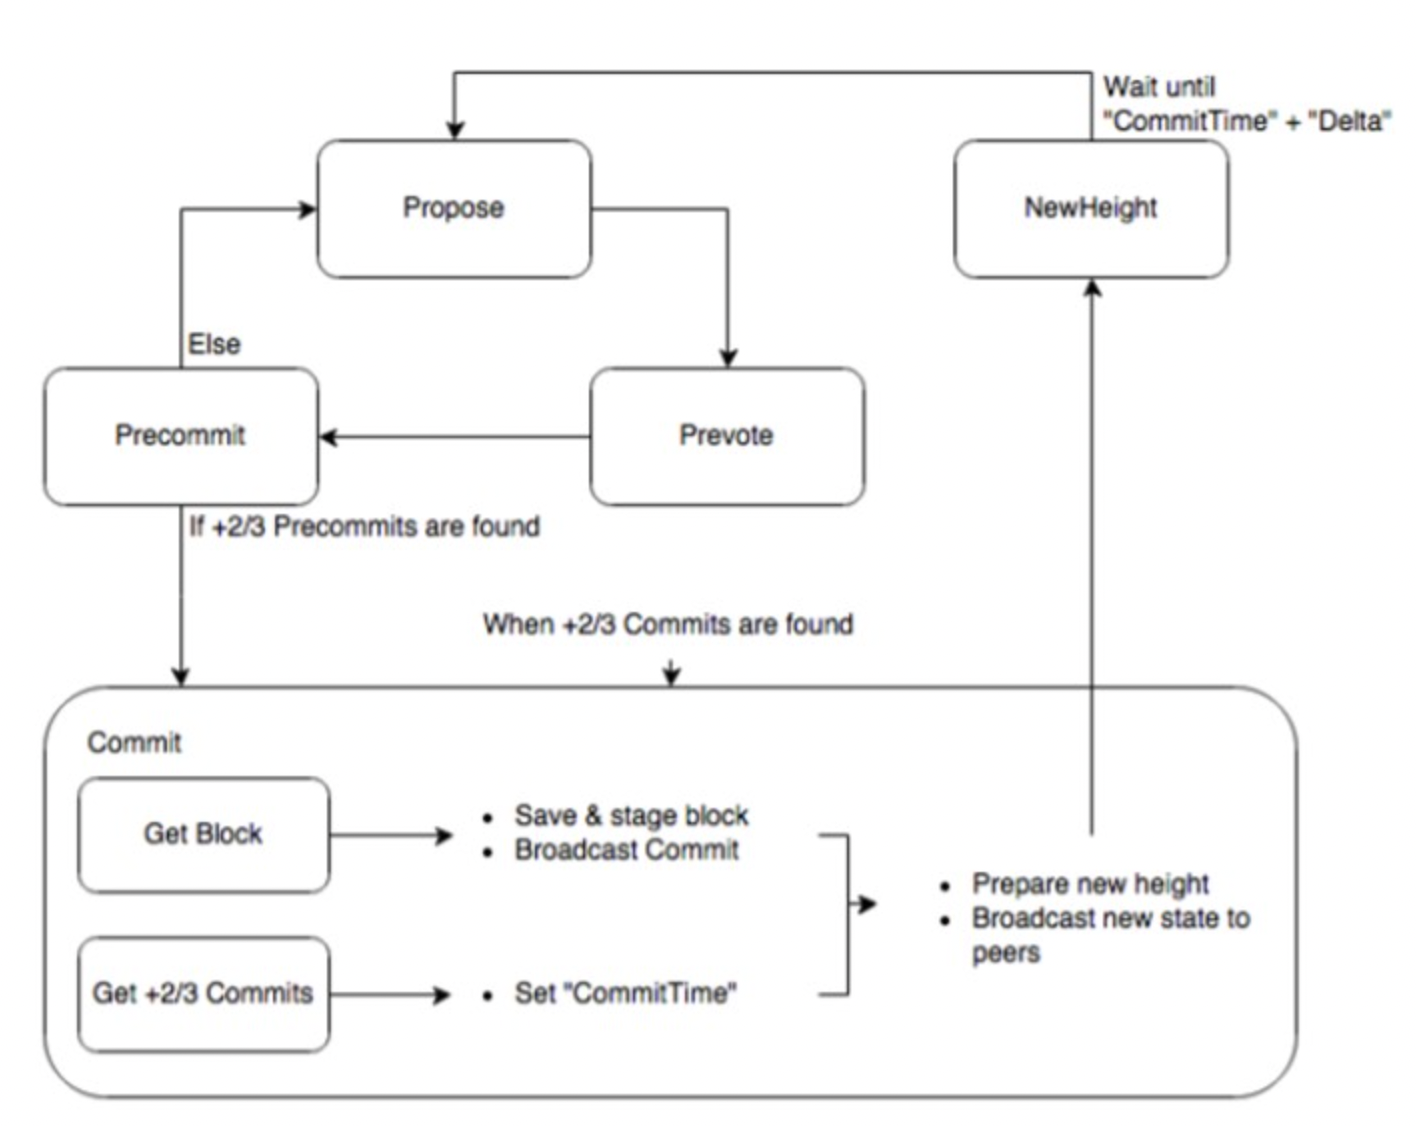 Wait until
"CommitTime" + "Delta"
Propose
NewHeight
Else
Precommit
Prevote
If +2/3 Precommits are found
When +2/3 Commits are found
Commit
Get Block
• Save & stage block
• Broadcast Commit
• Prepare new height
• Broadcast new state to
peers
Get +2/3 Commits
• Set "CommitTime"